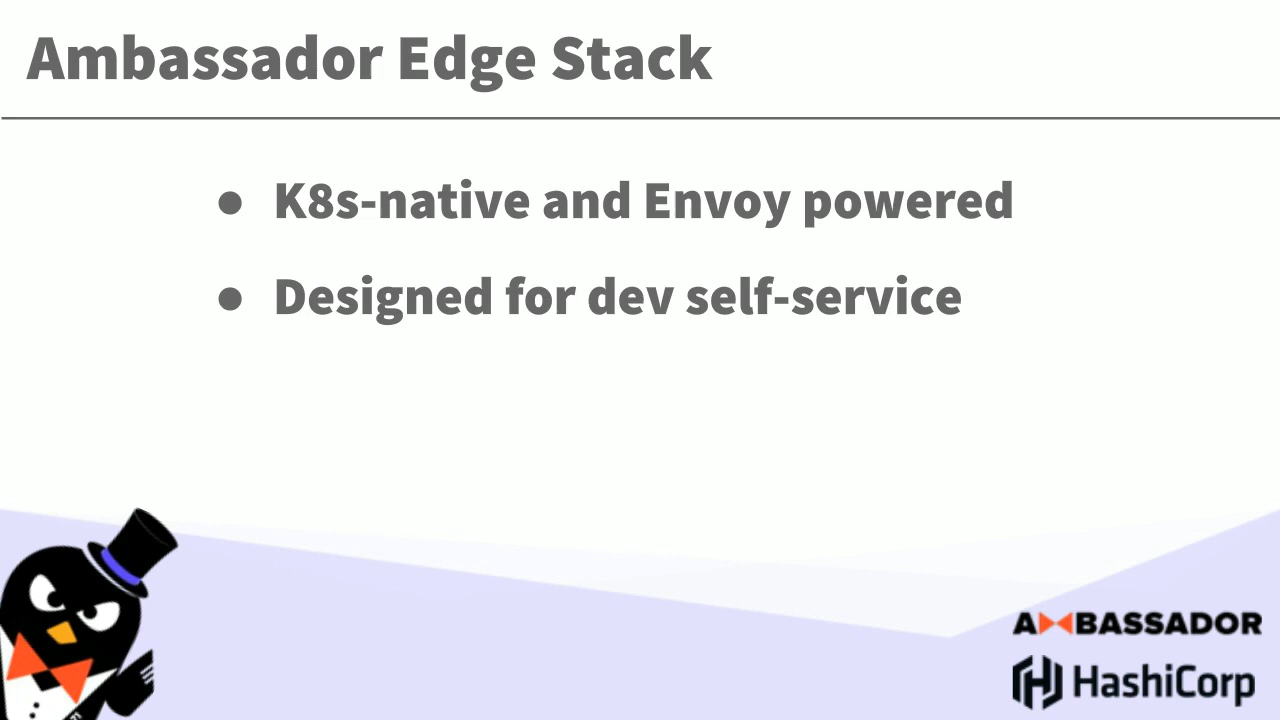 Ambassador Edge Stack
● K8s-native and Envoy powered
● Designed for dev self-service
AMBASSADOR
HashiCorp